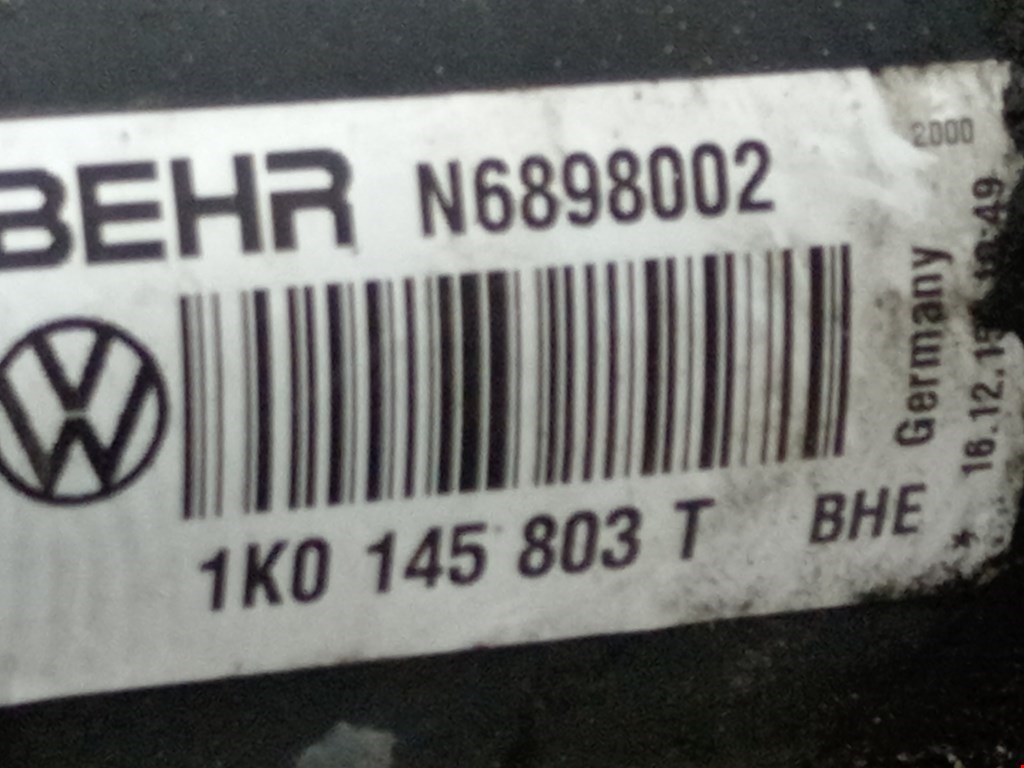 BEHR N6898002
1K0 145 803 T BHE
Germany
2000